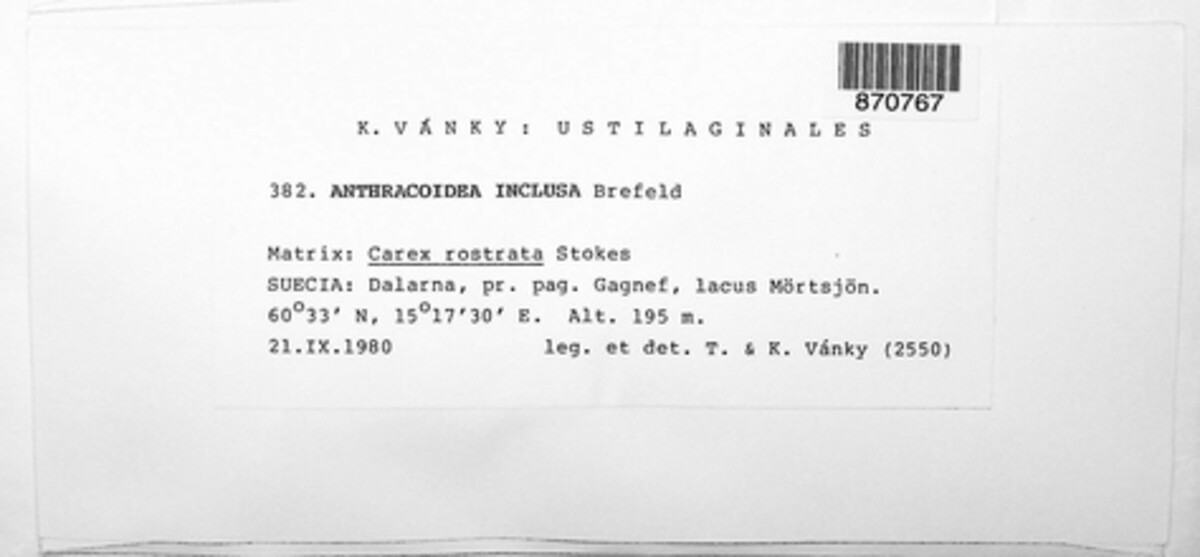 870767
K. VÁNKY: USTILAGINALES
382. ANTHRACOIDEA INCLUSA Brefeld
Matrix: Carex rostrata Stokes
SUECIA: Dalarna, pr. pag. Gagnef, lacus Mörtsjön.
60°33′ N, 15°17′30′ E. Alt. 195 m.
21.IX.1980 leg. et det. T. & K. Vánky (2550)